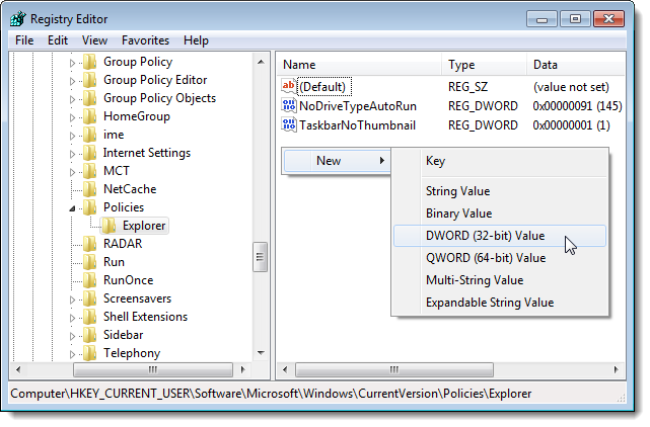 Registry Editor
File Edit View Favorites Help
Group Policy
Group Policy Editor
Group Policy Objects
HomeGroup
ime
Internet Settings
MCT
NetCache
Policies
Explorer
RADAR
Run
RunOnce
Screensavers
Shell Extensions
Sidebar
Telephony
Name Type Data
ab (Default) REG_SZ (value not set)
NoDriveTypeAutoRun REG_DWORD 0x00000091 (145)
TaskbarNoThumbnail REG_DWORD 0x00000001 (1)
New
Key
String Value
Binary Value
DWORD (32-bit) Value
QWORD (64-bit) Value
Multi-String Value
Expandable String Value
Computer\HKEY_CURRENT_USER\Software\Microsoft\Windows\CurrentVersion\Policies\Explorer